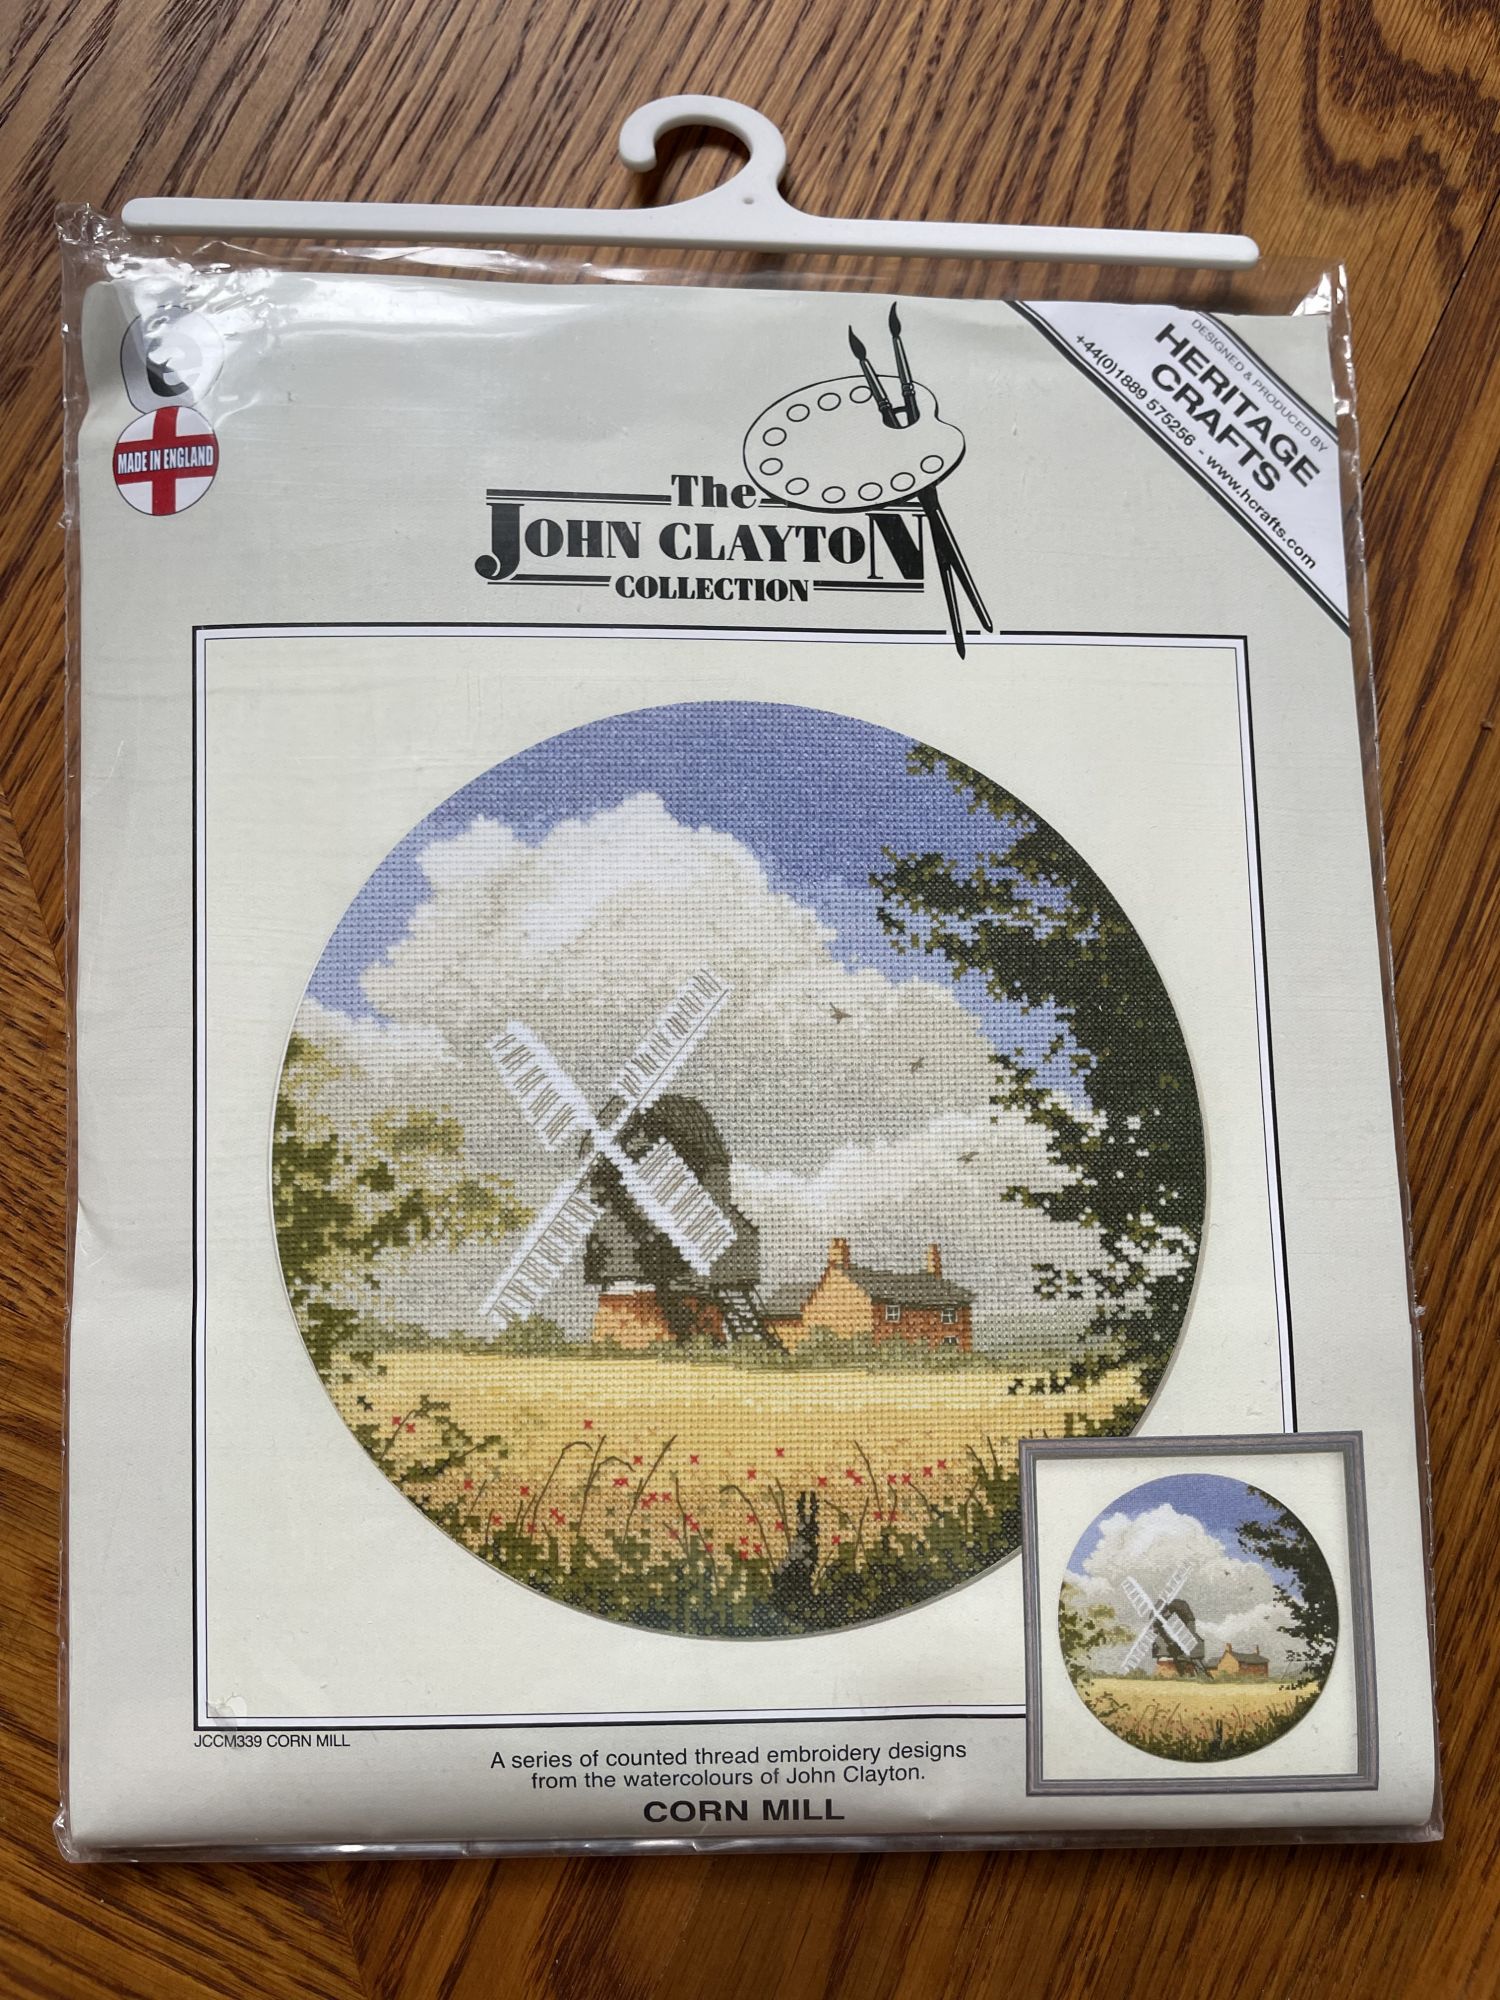 e
MADE IN ENGLAND
DESIGNED & PRODUCED BY
HERITAGE
CRAFTS
+44(0)1889 575256 - www.hcrafts.com
The
JOHN CLAYTON
COLLECTION
JCCM339 CORN MILL
A series of counted thread embroidery designs
from the watercolours of John Clayton.
CORN MILL